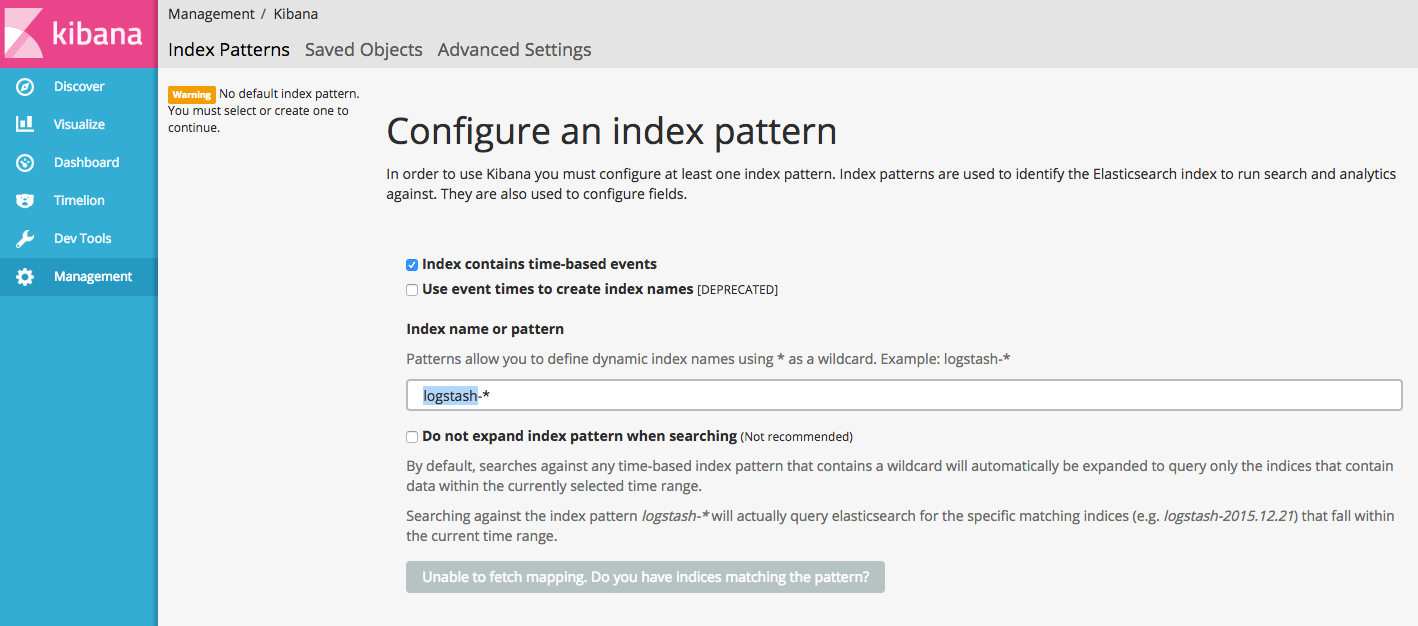 kibana
Discover
Visualize
Dashboard
Timelion
Dev Tools
Management
Management / Kibana
Index Patterns Saved Objects Advanced Settings
Warning No default index pattern.
You must select or create one to
continue.
Configure an index pattern
In order to use Kibana you must configure at least one index pattern. Index patterns are used to identify the Elasticsearch index to run search and analytics
against. They are also used to configure fields.
Index contains time-based events
Use event times to create index names [DEPRECATED]
Index name or pattern
Patterns allow you to define dynamic index names using * as a wildcard. Example: logstash-*
logstash-*
Do not expand index pattern when searching (Not recommended)
By default, searches against any time-based index pattern that contains a wildcard will automatically be expanded to query only the indices that contain
data within the currently selected time range.
Searching against the index pattern logstash-* will actually query elasticsearch for the specific matching indices (e.g. logstash-2015.12.21) that fall within
the current time range.
Unable to fetch mapping. Do you have indices matching the pattern?